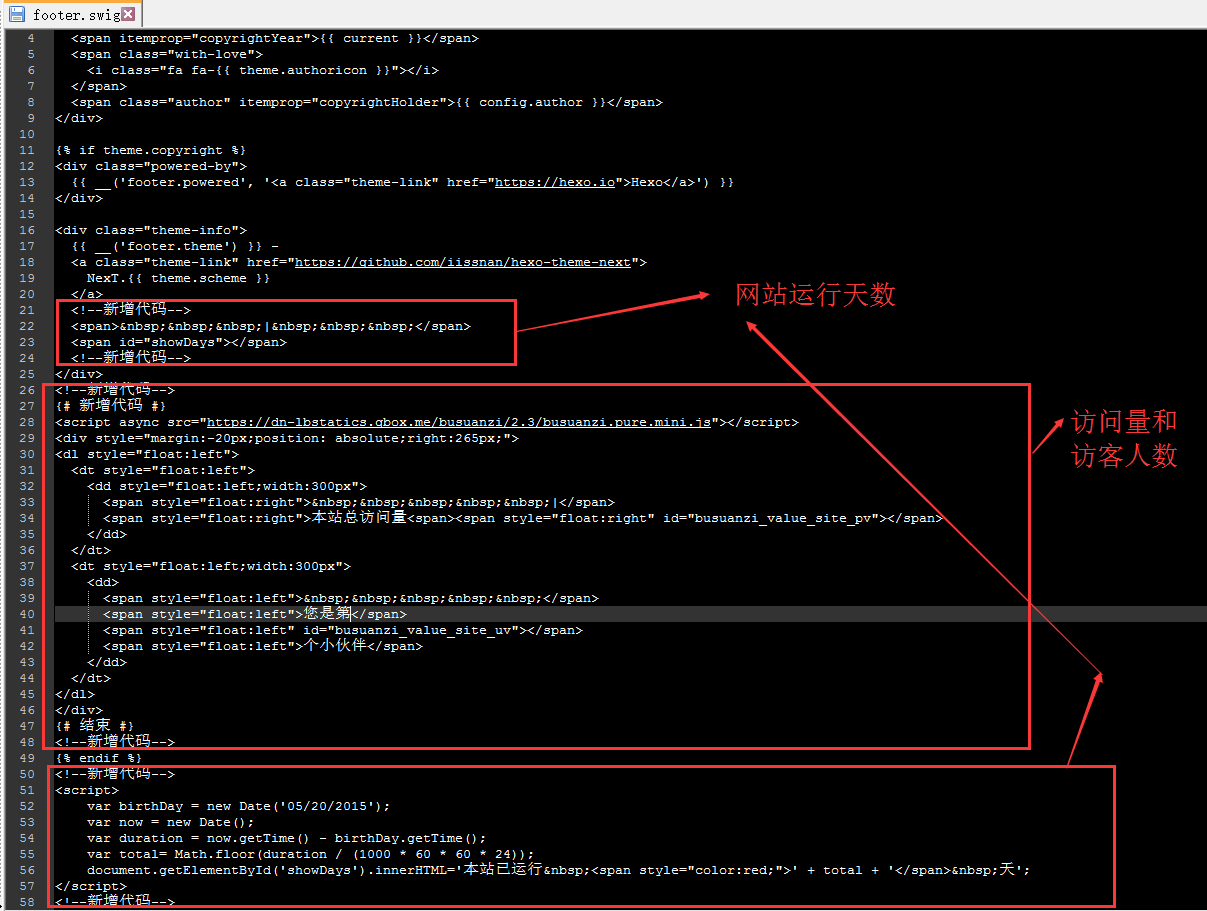 footer.swig
4 <span itemprop="copyrightYear">{{ current }}</span>
5 <span class="with-love">
6 <i class="fa fa-{{ theme.authoricon }}"></i>
7 </span>
8 <span class="author" itemprop="copyrightHolder">{{ config.author }}</span>
9 </div>
10
11 {% if theme.copyright %}
12 <div class="powered-by">
13 {{ __('footer.powered', '<a class="theme-link" href="https://hexo.io">Hexo</a>') }}
14 </div>
15
16 <div class="theme-info">
17 {{ __('footer.theme') }} -
18 <a class="theme-link" href="https://github.com/iissnan/hexo-theme-next">
19 NexT.{{ theme.scheme }}
20 </a>
21 <!--新增代码-->
22 <span>&nbsp;&nbsp;&nbsp;|&nbsp;&nbsp;&nbsp;</span>
23 <span id="showDays"></span>
24 <!--新增代码-->
25 </div>
26 <!--新增代码-->
27 {# 新增代码 #}
28 <script async src="https://dn-lbstatics.qbox.me/busuanzi/2.3/busuanzi.pure.mini.js"></script>
29 <div style="margin:-20px;position: absolute;right:265px;">
30 <dl style="float:left">
31 <dt style="float:left">
32 <dd style="float:left;width:300px">
33 <span style="float:right">&nbsp;&nbsp;&nbsp;&nbsp;&nbsp;|</span>
34 <span style="float:right">本站总访问量<span><span style="float:right" id="busuanzi_value_site_pv"></span>
35 </dd>
36 </dt>
37 <dt style="float:left;width:300px">
38 <dd>
39 <span style="float:left">&nbsp;&nbsp;&nbsp;&nbsp;&nbsp;</span>
40 <span style="float:left">您是第</span>
41 <span style="float:left" id="busuanzi_value_site_uv"></span>
42 <span style="float:left">个小伙伴</span>
43 </dd>
44 </dt>
45 </dl>
46 </div>
47 {# 结束 #}
48 <!--新增代码-->
49 {% endif %}
50 <!--新增代码-->
51 <script>
52 var birthDay = new Date('05/20/2015');
53 var now = new Date();
54 var duration = now.getTime() - birthDay.getTime();
55 var total= Math.floor(duration / (1000 * 60 * 60 * 24));
56 document.getElementById('showDays').innerHTML='本站已运行&nbsp;<span style="color:red;">' + total + '</span>&nbsp;天';
57 </script>
58 <!--新增代码-->
网站运行天数
访问量和
访客人数